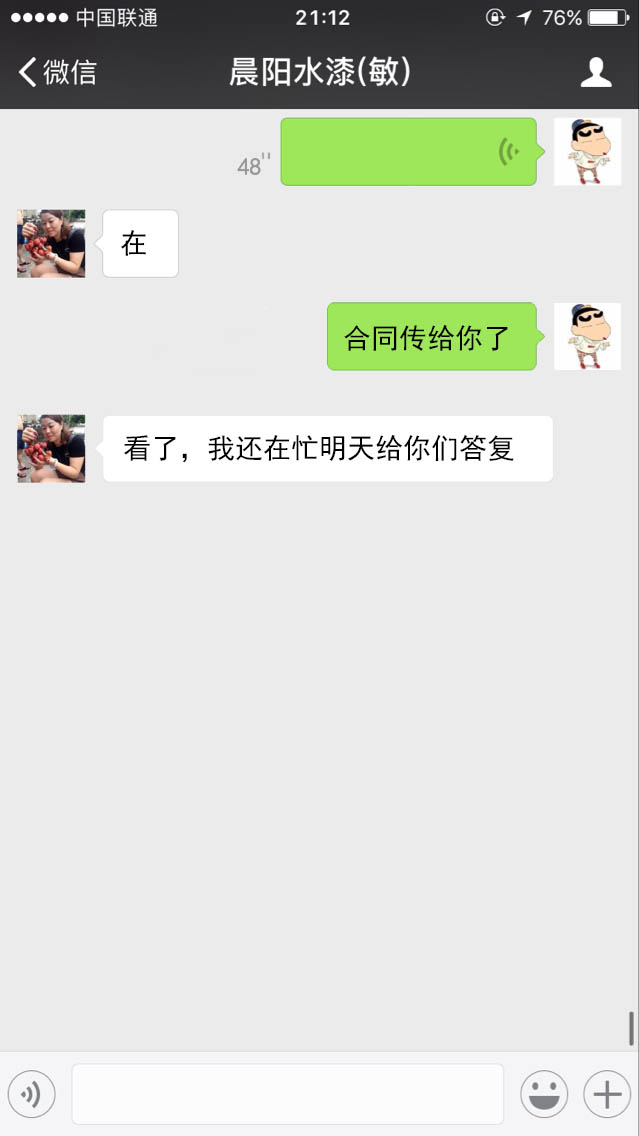 中国联通 21:12 76%
微信 晨阳水漆(敏)
48''
在
合同传给你了
看了，我还在忙明天给你们答复